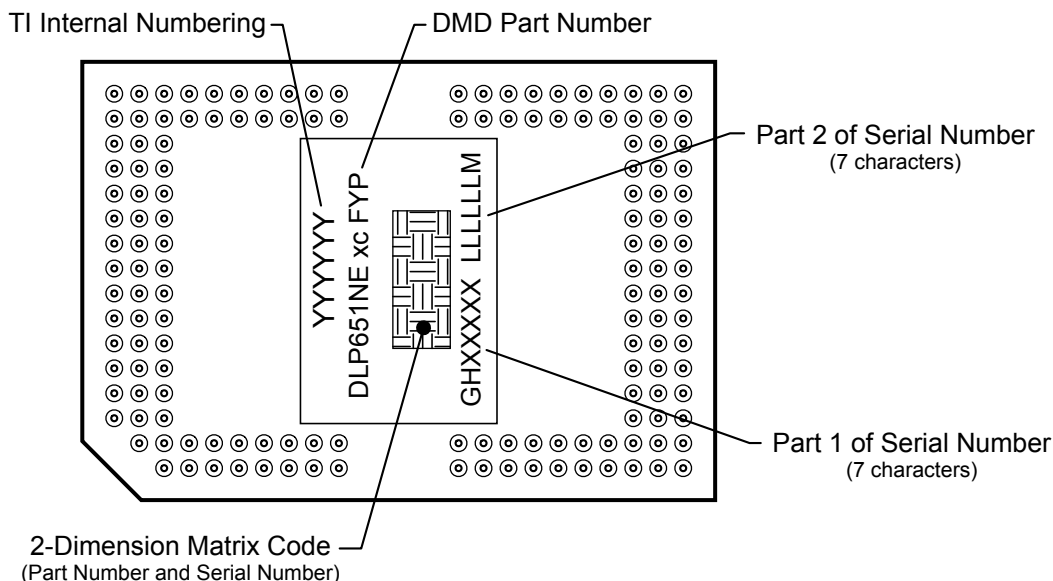 TI Internal Numbering
DMD Part Number
Part 2 of Serial Number
(7 characters)
YYYYYYY
DLP651NE xc FYP
GHXXXXX LLLLLLM
Part 1 of Serial Number
(7 characters)
2-Dimension Matrix Code
(Part Number and Serial Number)